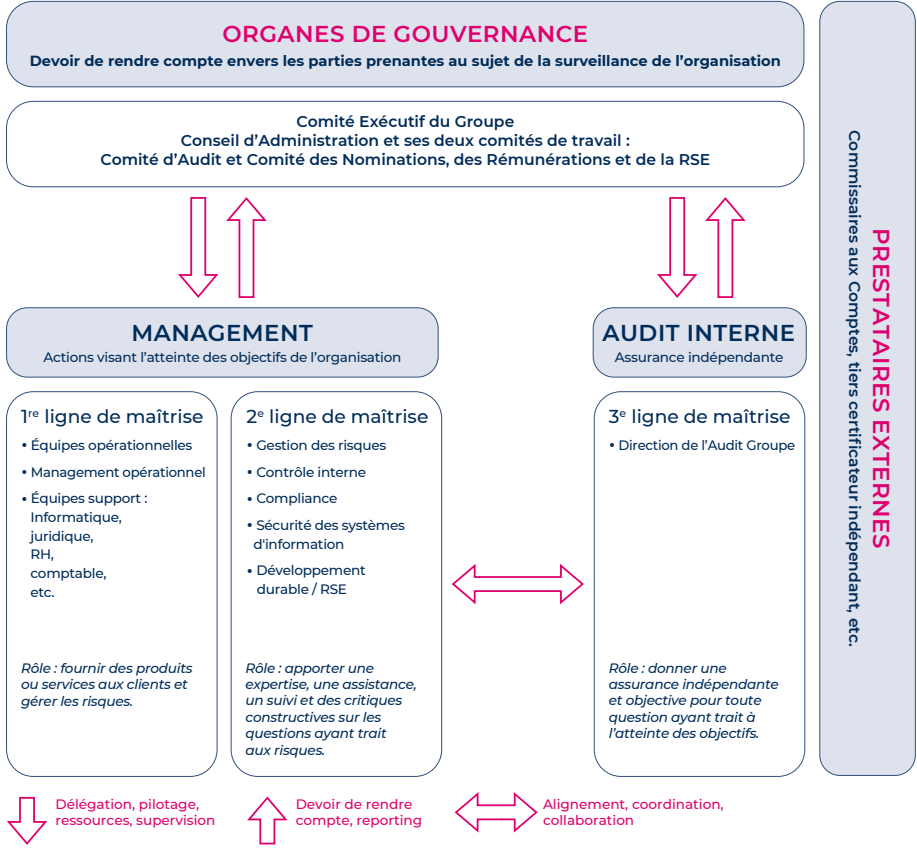 ORGANES DE GOUVERNANCE
Devoir de rendre compte envers les parties prenantes au sujet de la surveillance de l’organisation
Comité Exécutif du Groupe
Conseil d’Administration et ses deux comités de travail :
Comité d’Audit et Comité des Nominations, des Rémunérations et de la RSE
MANAGEMENT
Actions visant l’atteinte des objectifs de l’organisation
1re ligne de maîtrise
• Équipes opérationnelles
• Management opérationnel
• Équipes support :
Informatique,
juridique,
RH,
comptable,
etc.
Rôle : fournir des produits
ou services aux clients et
gérer les risques.
2e ligne de maîtrise
• Gestion des risques
• Contrôle interne
• Compliance
• Sécurité des systèmes
d'information
• Développement
durable / RSE
Rôle : apporter une
expertise, une assistance,
un suivi et des critiques
constructives sur les
questions ayant trait
aux risques.
AUDIT INTERNE
Assurance indépendante
3e ligne de maîtrise
• Direction de l’Audit Groupe
Rôle : donner une
assurance indépendante
et objective pour toute
question ayant trait à
l’atteinte des objectifs.
PRESTATAIRES EXTERNES
Commissaires aux Comptes, tiers certificateur indépendant, etc.
Délégation, pilotage,
ressources, supervision
Devoir de rendre
compte, reporting
Alignement, coordination,
collaboration